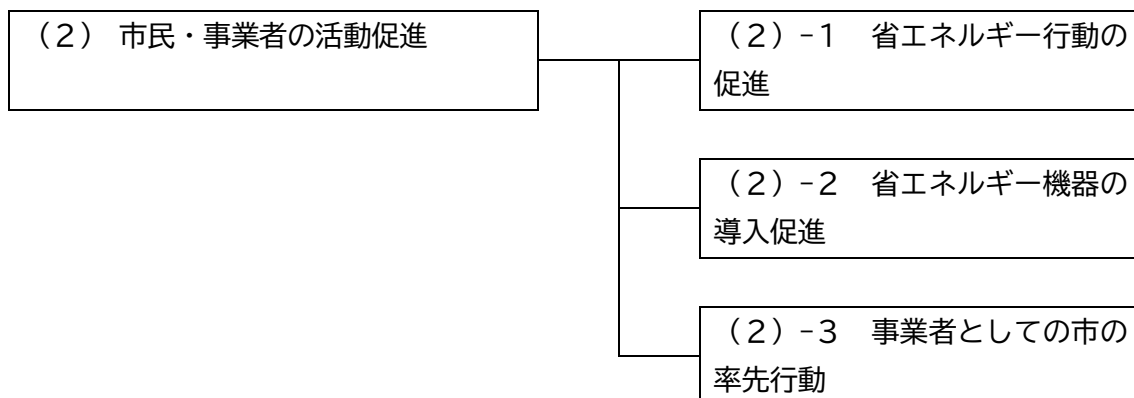 (2) 市民・事業者の活動促進
(2)-1 省エネルギー行動の
促進
(2)-2 省エネルギー機器の
導入促進
(2)-3 事業者としての市の
率先行動